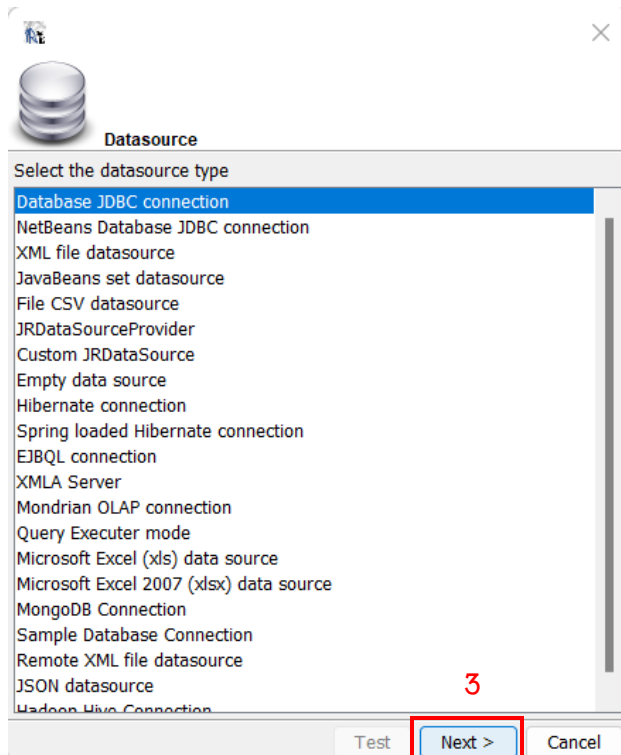 Datasource
Select the datasource type
Database JDBC connection
NetBeans Database JDBC connection
XML file datasource
JavaBeans set datasource
File CSV datasource
JRDataSourceProvider
Custom JRDataSource
Empty data source
Hibernate connection
Spring loaded Hibernate connection
EJBQL connection
XMLA Server
Mondrian OLAP connection
Query Executer mode
Microsoft Excel (xls) data source
Microsoft Excel 2007 (xlsx) data source
MongoDB Connection
Sample Database Connection
Remote XML file datasource
JSON datasource
Hadoop Hive Connection
3
Test Next > Cancel